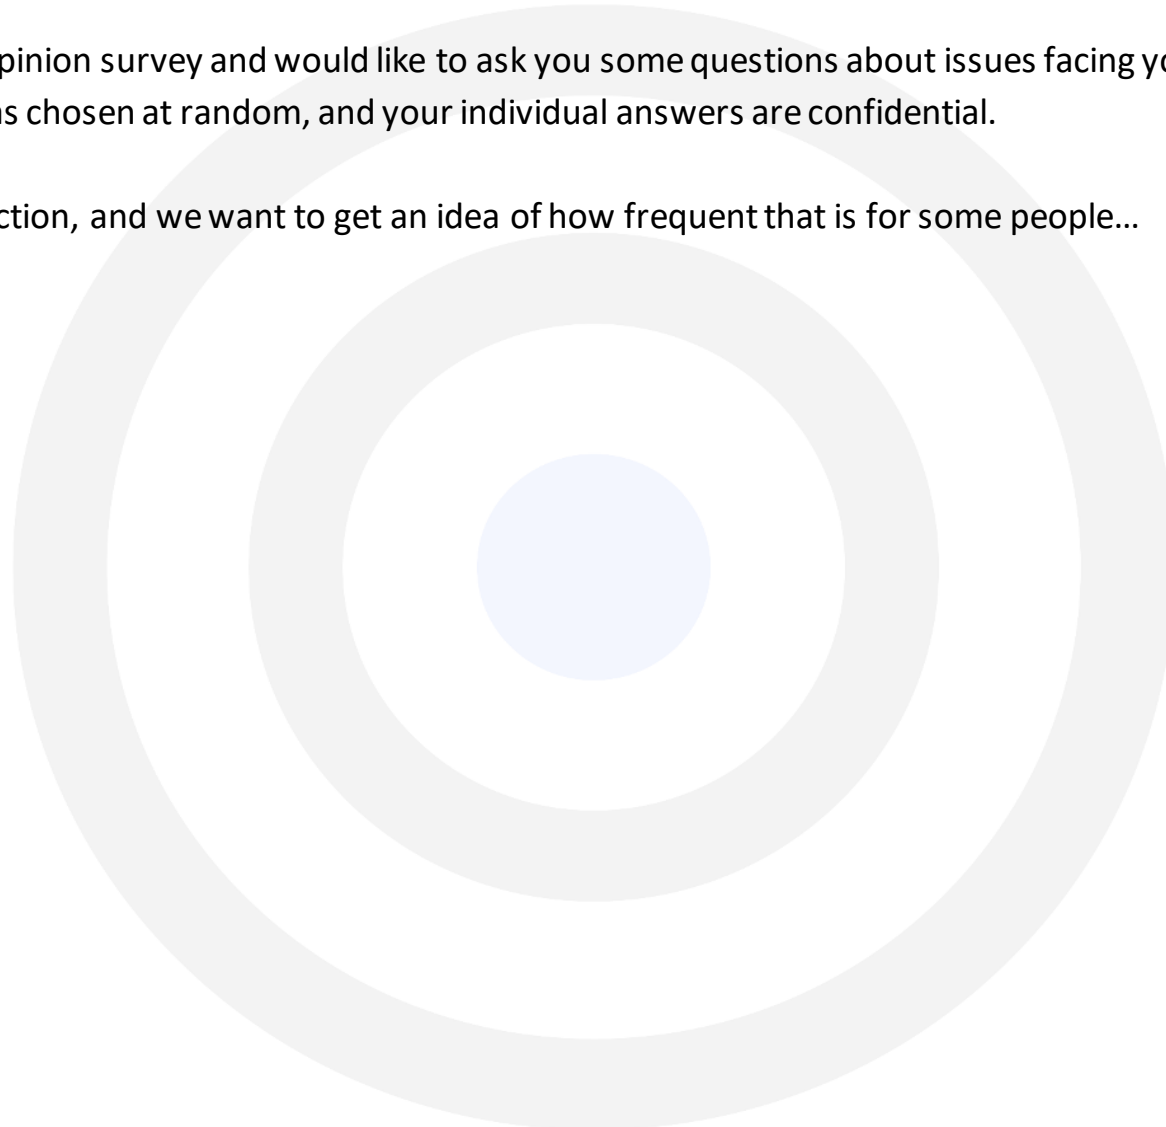 pinion survey and would like to ask you some questions about issues facing yo
s chosen at random, and your individual answers are confidential.
ction, and we want to get an idea of how frequent that is for some people…